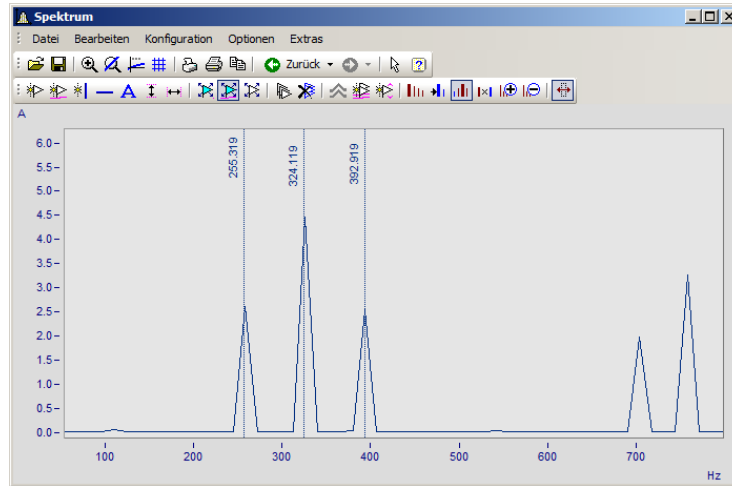 Spektrum
Datei Bearbeiten Konfiguration Optionen Extras
Zurück
A
A
255.319
324.119
392.919
6.0
5.5
5.0
4.5
4.0
3.5
3.0
2.5
2.0
1.5
1.0
0.5
0.0
100 200 300 400 500 600 700
Hz